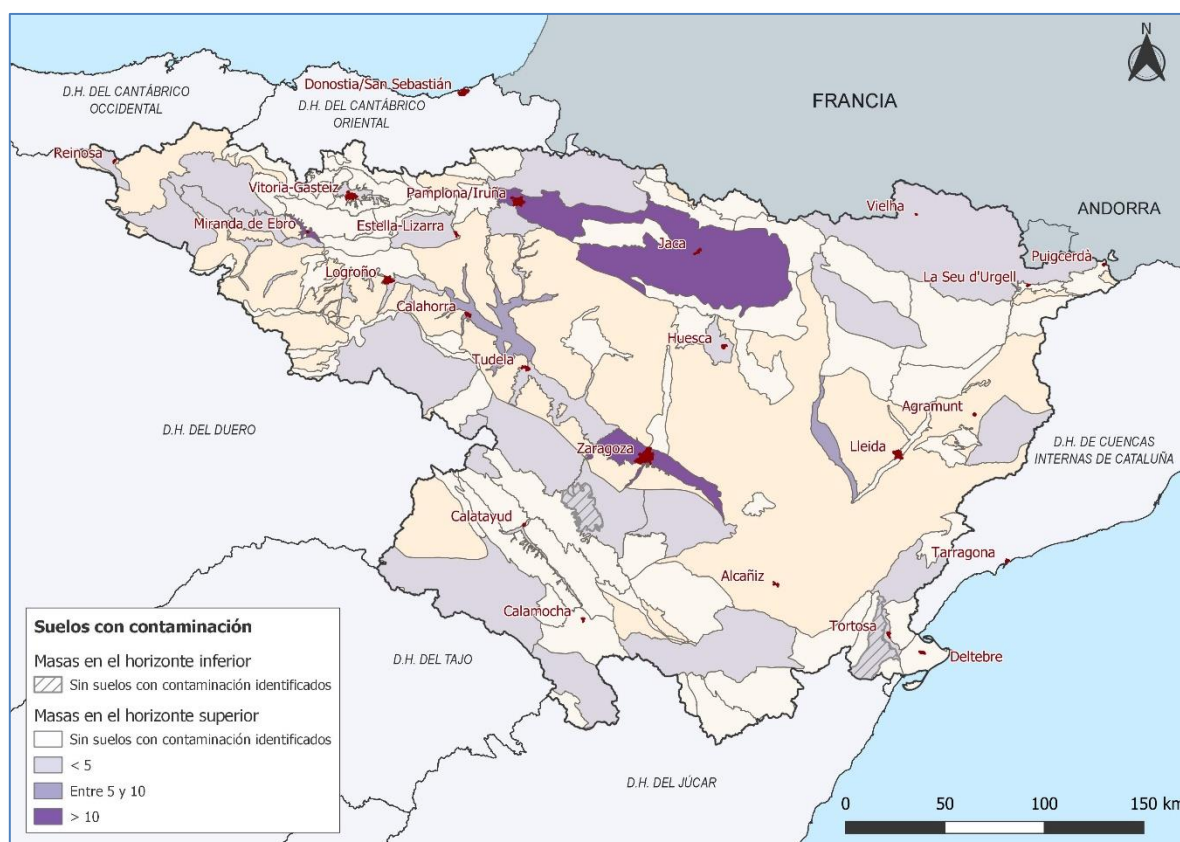 N
Donostia/San Sebastián
D.H. DEL CANTÁBRICO
OCCIDENTAL
D.H. DEL CANTÁBRICO
ORIENTAL
FRANCIA
Reinosa
Vitoria-Gasteiz
Pamplona/Iruña
Vielha
ANDORRA
Miranda de Ebro
Estella-Lizarra
Jaca
Puigcerdà
La Seu d'Urgell
Logroño
Calahorra
Huesca
Tudela
Agramunt
D.H. DEL DUERO
Zaragoza
Lleida
D.H. DE CUENCAS
INTERNAS DE CATALUÑA
Calatayud
Tarragona
Alcañiz
Calamocha
Tortosa
Deltebre
D.H. DEL TAJO
D.H. DEL JÚCAR
Suelos con contaminación
Masas en el horizonte inferior
Sin suelos con contaminación identificados
Masas en el horizonte superior
Sin suelos con contaminación identificados
< 5
Entre 5 y 10
> 10
0 50 100 150 km